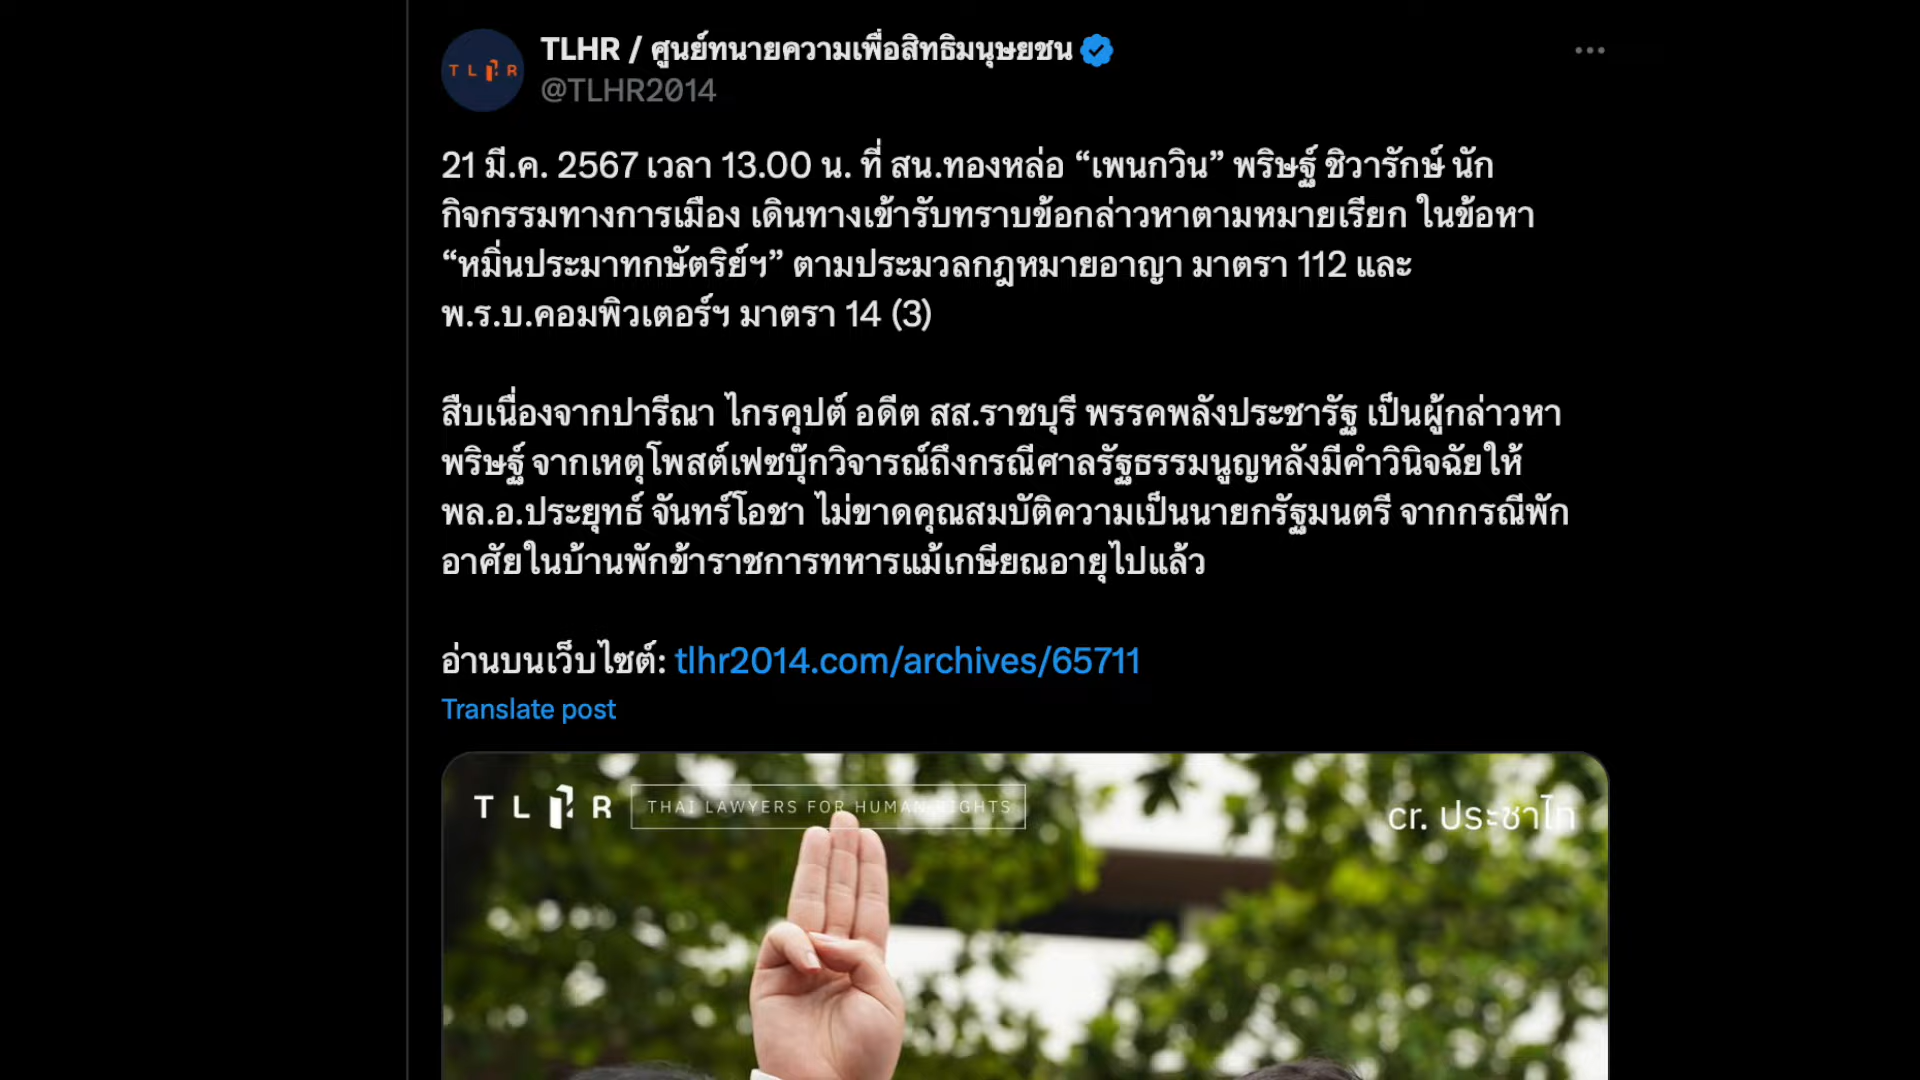 TLHR
TLHR / ศูนย์ทนายความเพื่อสิทธิมนุษยชน
@TLHR2014
21 มี.ค. 2567 เวลา 13.00 น. ที่ สน.ทองหล่อ “เพนกวิน” พริษฐ์ ชิวารักษ์ นัก
กิจกรรมทางการเมือง เดินทางเข้ารับทราบข้อกล่าวหาตามหมายเรียก ในข้อหา
“หมิ่นประมาทกษัตริย์ฯ” ตามประมวลกฎหมายอาญา มาตรา 112 และ
พ.ร.บ.คอมพิวเตอร์ฯ มาตรา 14 (3)
สืบเนื่องจากปารีณา ไกรคุปต์ อดีต สส.ราชบุรี พรรคพลังประชารัฐ เป็นผู้กล่าวหา
พริษฐ์ จากเหตุโพสต์เฟซบุ๊กวิจารณ์ถึงกรณีศาลรัฐธรรมนูญหลังมีคำวินิจฉัยให้
พล.อ.ประยุทธ์ จันทร์โอชา ไม่ขาดคุณสมบัติความเป็นนายกรัฐมนตรี จากกรณีพัก
อาศัยในบ้านพักข้าราชการทหารแม้เกษียณอายุไปแล้ว
อ่านบนเว็บไซต์: tlhr2014.com/archives/65711
Translate post
TLHR THAI LAWYERS FOR HUMAN RIGHTS
cr. ประชาไท